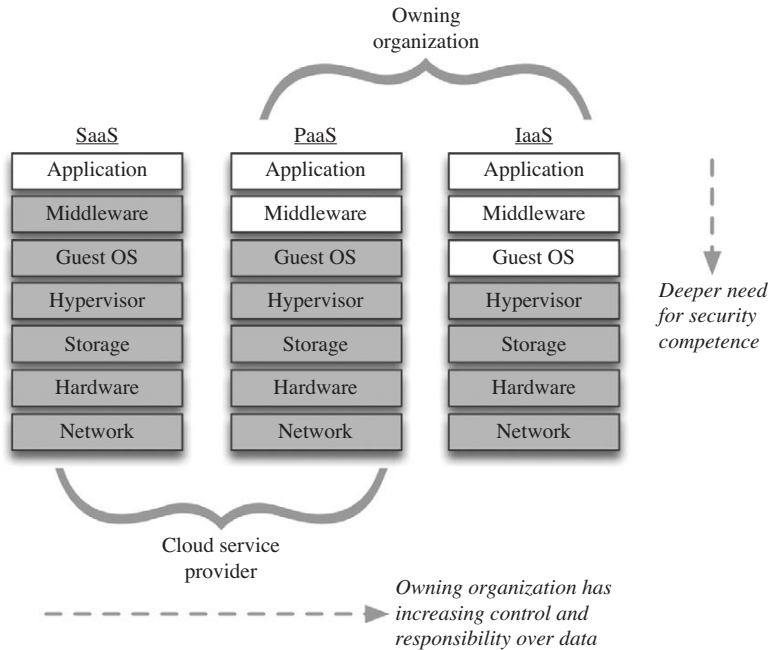 Owning
organization
SaaS
Application
Middleware
Guest OS
Hypervisor
Storage
Hardware
Network
PaaS
Application
Middleware
Guest OS
Hypervisor
Storage
Hardware
Network
IaaS
Application
Middleware
Guest OS
Hypervisor
Storage
Hardware
Network
Deeper need
for security
competence
Cloud service
provider
Owning organization has
increasing control and
responsibility over data